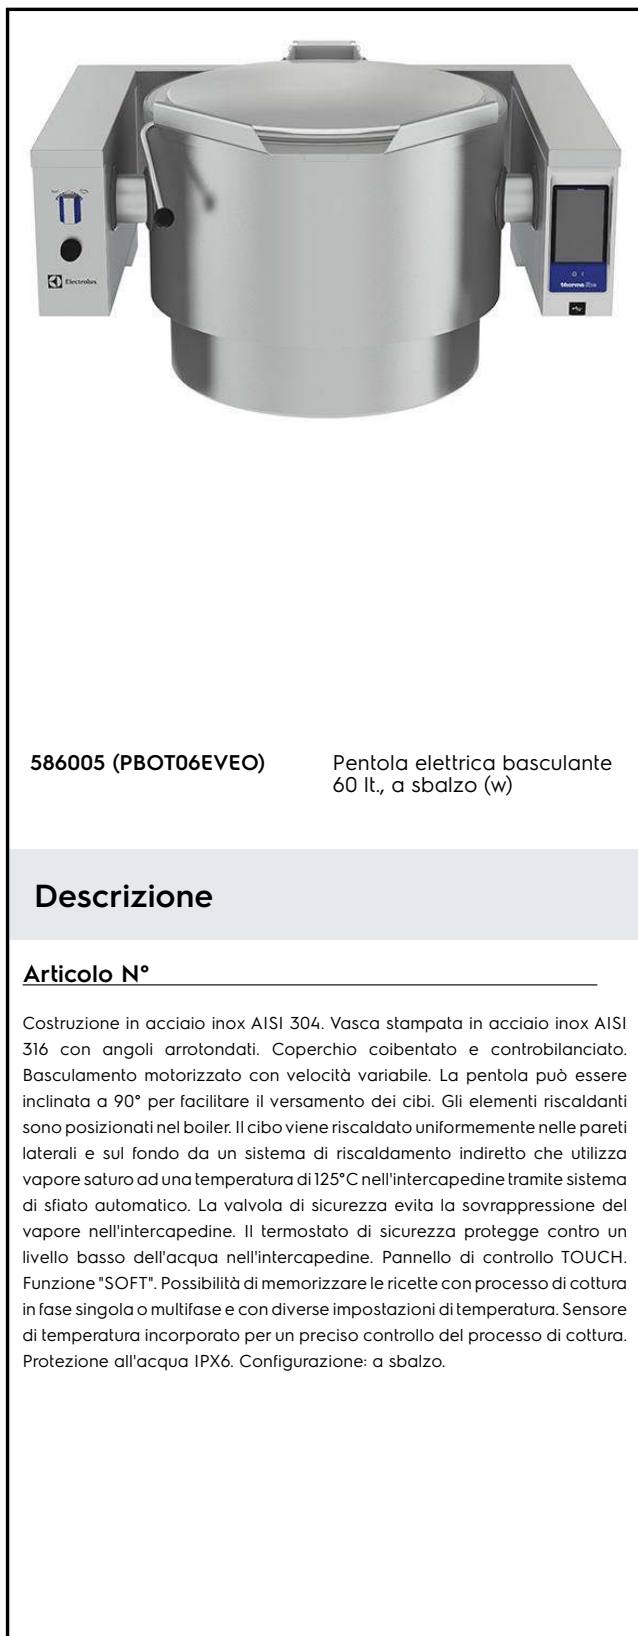 Electrolux
thermaline
586005 (PBOT06EVEO)
Pentola elettrica basculante
60 lt., a sbalzo (w)
Descrizione
Articolo N°
Costruzione in acciaio inox AISI 304. Vasca stampata in acciaio inox AISI
316 con angoli arrotondati. Coperchio coibentato e controbilanciato.
Basculamento motorizzato con velocità variabile. La pentola può essere
inclinata a 90° per facilitare il versamento dei cibi. Gli elementi riscaldanti
sono posizionati nel boiler. Il cibo viene riscaldato uniformemente nelle pareti
laterali e sul fondo da un sistema di riscaldamento indiretto che utilizza
vapore saturo ad una temperatura di 125°C nell'intercapedine tramite sistema
di sfiato automatico. La valvola di sicurezza evita la sovrappressione del
vapore nell'intercapedine. Il termostato di sicurezza protegge contro un
livello basso dell'acqua nell'intercapedine. Pannello di controllo TOUCH.
Funzione "SOFT". Possibilità di memorizzare le ricette con processo di cottura
in fase singola o multifase e con diverse impostazioni di temperatura. Sensore
di temperatura incorporato per un preciso controllo del processo di cottura.
Protezione all'acqua IPX6. Configurazione: a sbalzo.